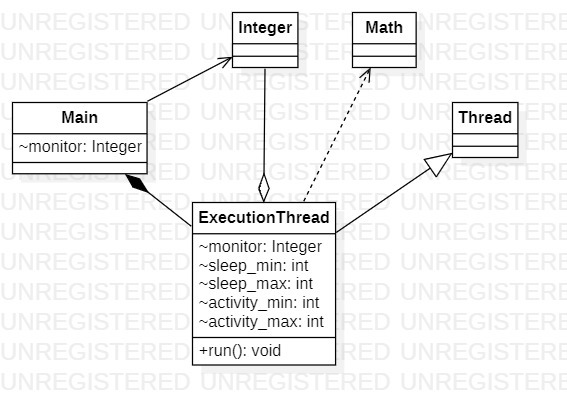 UNREGISTERED UNREGISTERED UNREGISTERED
Integer
Math
Main
~monitor: Integer
Thread
ExecutionThread
~monitor: Integer
~sleep_min: int
~sleep_max: int
~activity_min: int
~activity_max: int
+run(): void